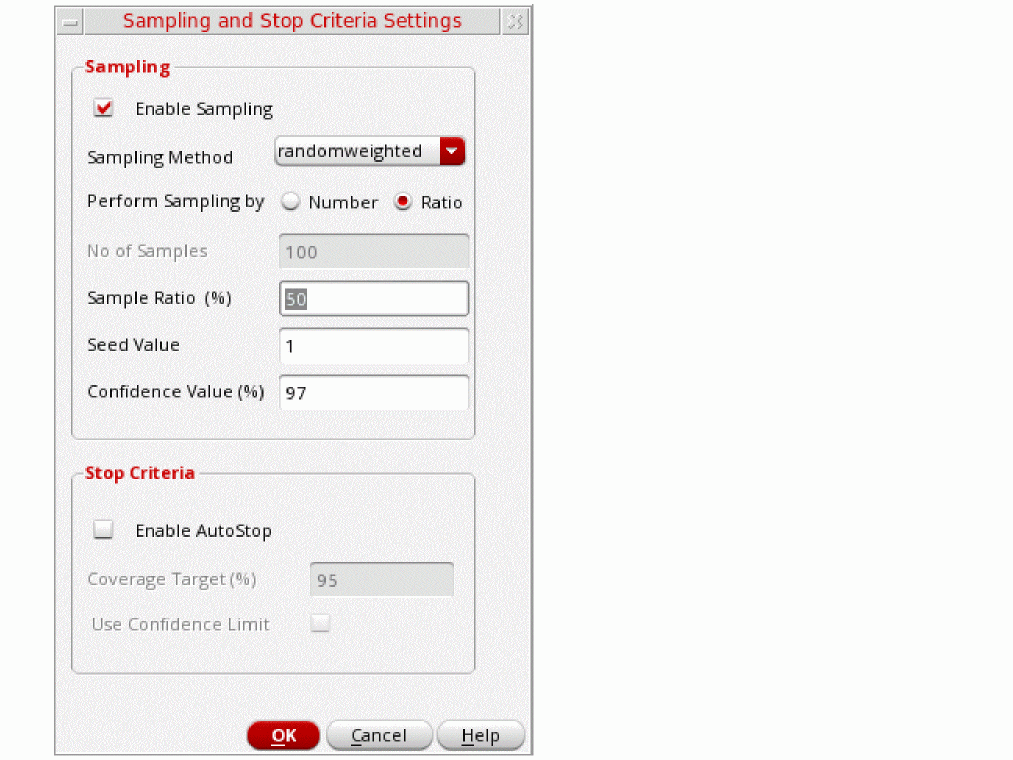 Sampling and Stop Criteria Settings
Sampling
Enable Sampling
Sampling Method randomweighted
Perform Sampling by Number Ratio
No of Samples 100
Sample Ratio (%) 50
Seed Value 1
Confidence Value (%) 97
Stop Criteria
Enable AutoStop
Coverage Target (%) 95
Use Confidence Limit
OK Cancel Help